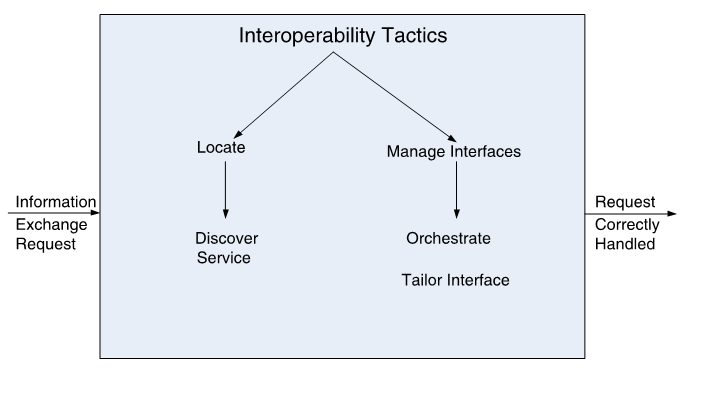 Interoperability Tactics
Locate
Manage Interfaces
Information
Exchange
Request
Discover
Service
Orchestrate
Tailor Interface
Request
Correctly
Handled